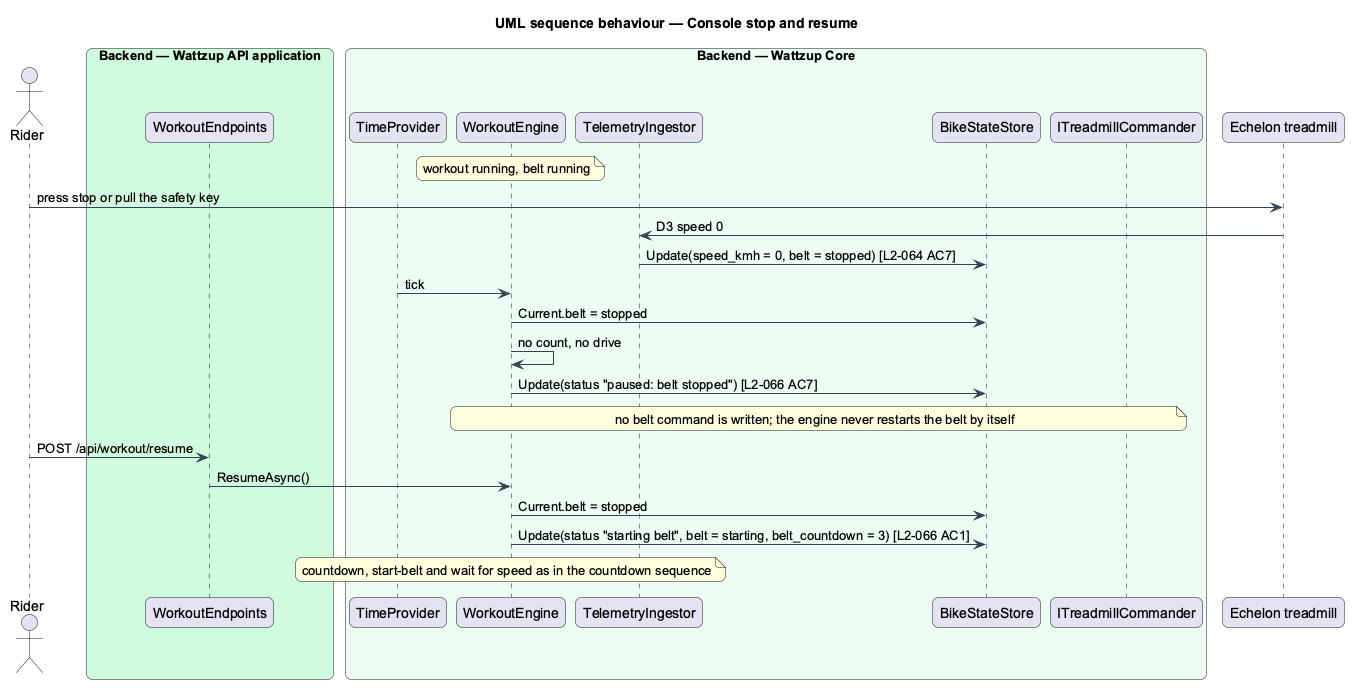 UML sequence behaviour — Console stop and resume
Backend — Wattzup API application
Backend — Wattzup Core
Rider
WorkoutEndpoints
TimeProvider
WorkoutEngine
TelemetryIngestor
BikeStateStore
ITreadmillCommander
Echelon treadmill
workout running, belt running
press stop or pull the safety key
D3 speed 0
Update(speed_kmh = 0, belt = stopped) [L2-064 AC7]
tick
Current.belt = stopped
no count, no drive
Update(status "paused: belt stopped") [L2-066 AC7]
no belt command is written; the engine never restarts the belt by itself
POST /api/workout/resume
ResumeAsync()
Current.belt = stopped
Update(status "starting belt", belt = starting, belt_countdown = 3) [L2-066 AC1]
countdown, start-belt and wait for speed as in the countdown sequence
Rider
WorkoutEndpoints
TimeProvider
WorkoutEngine
TelemetryIngestor
BikeStateStore
ITreadmillCommander
Echelon treadmill